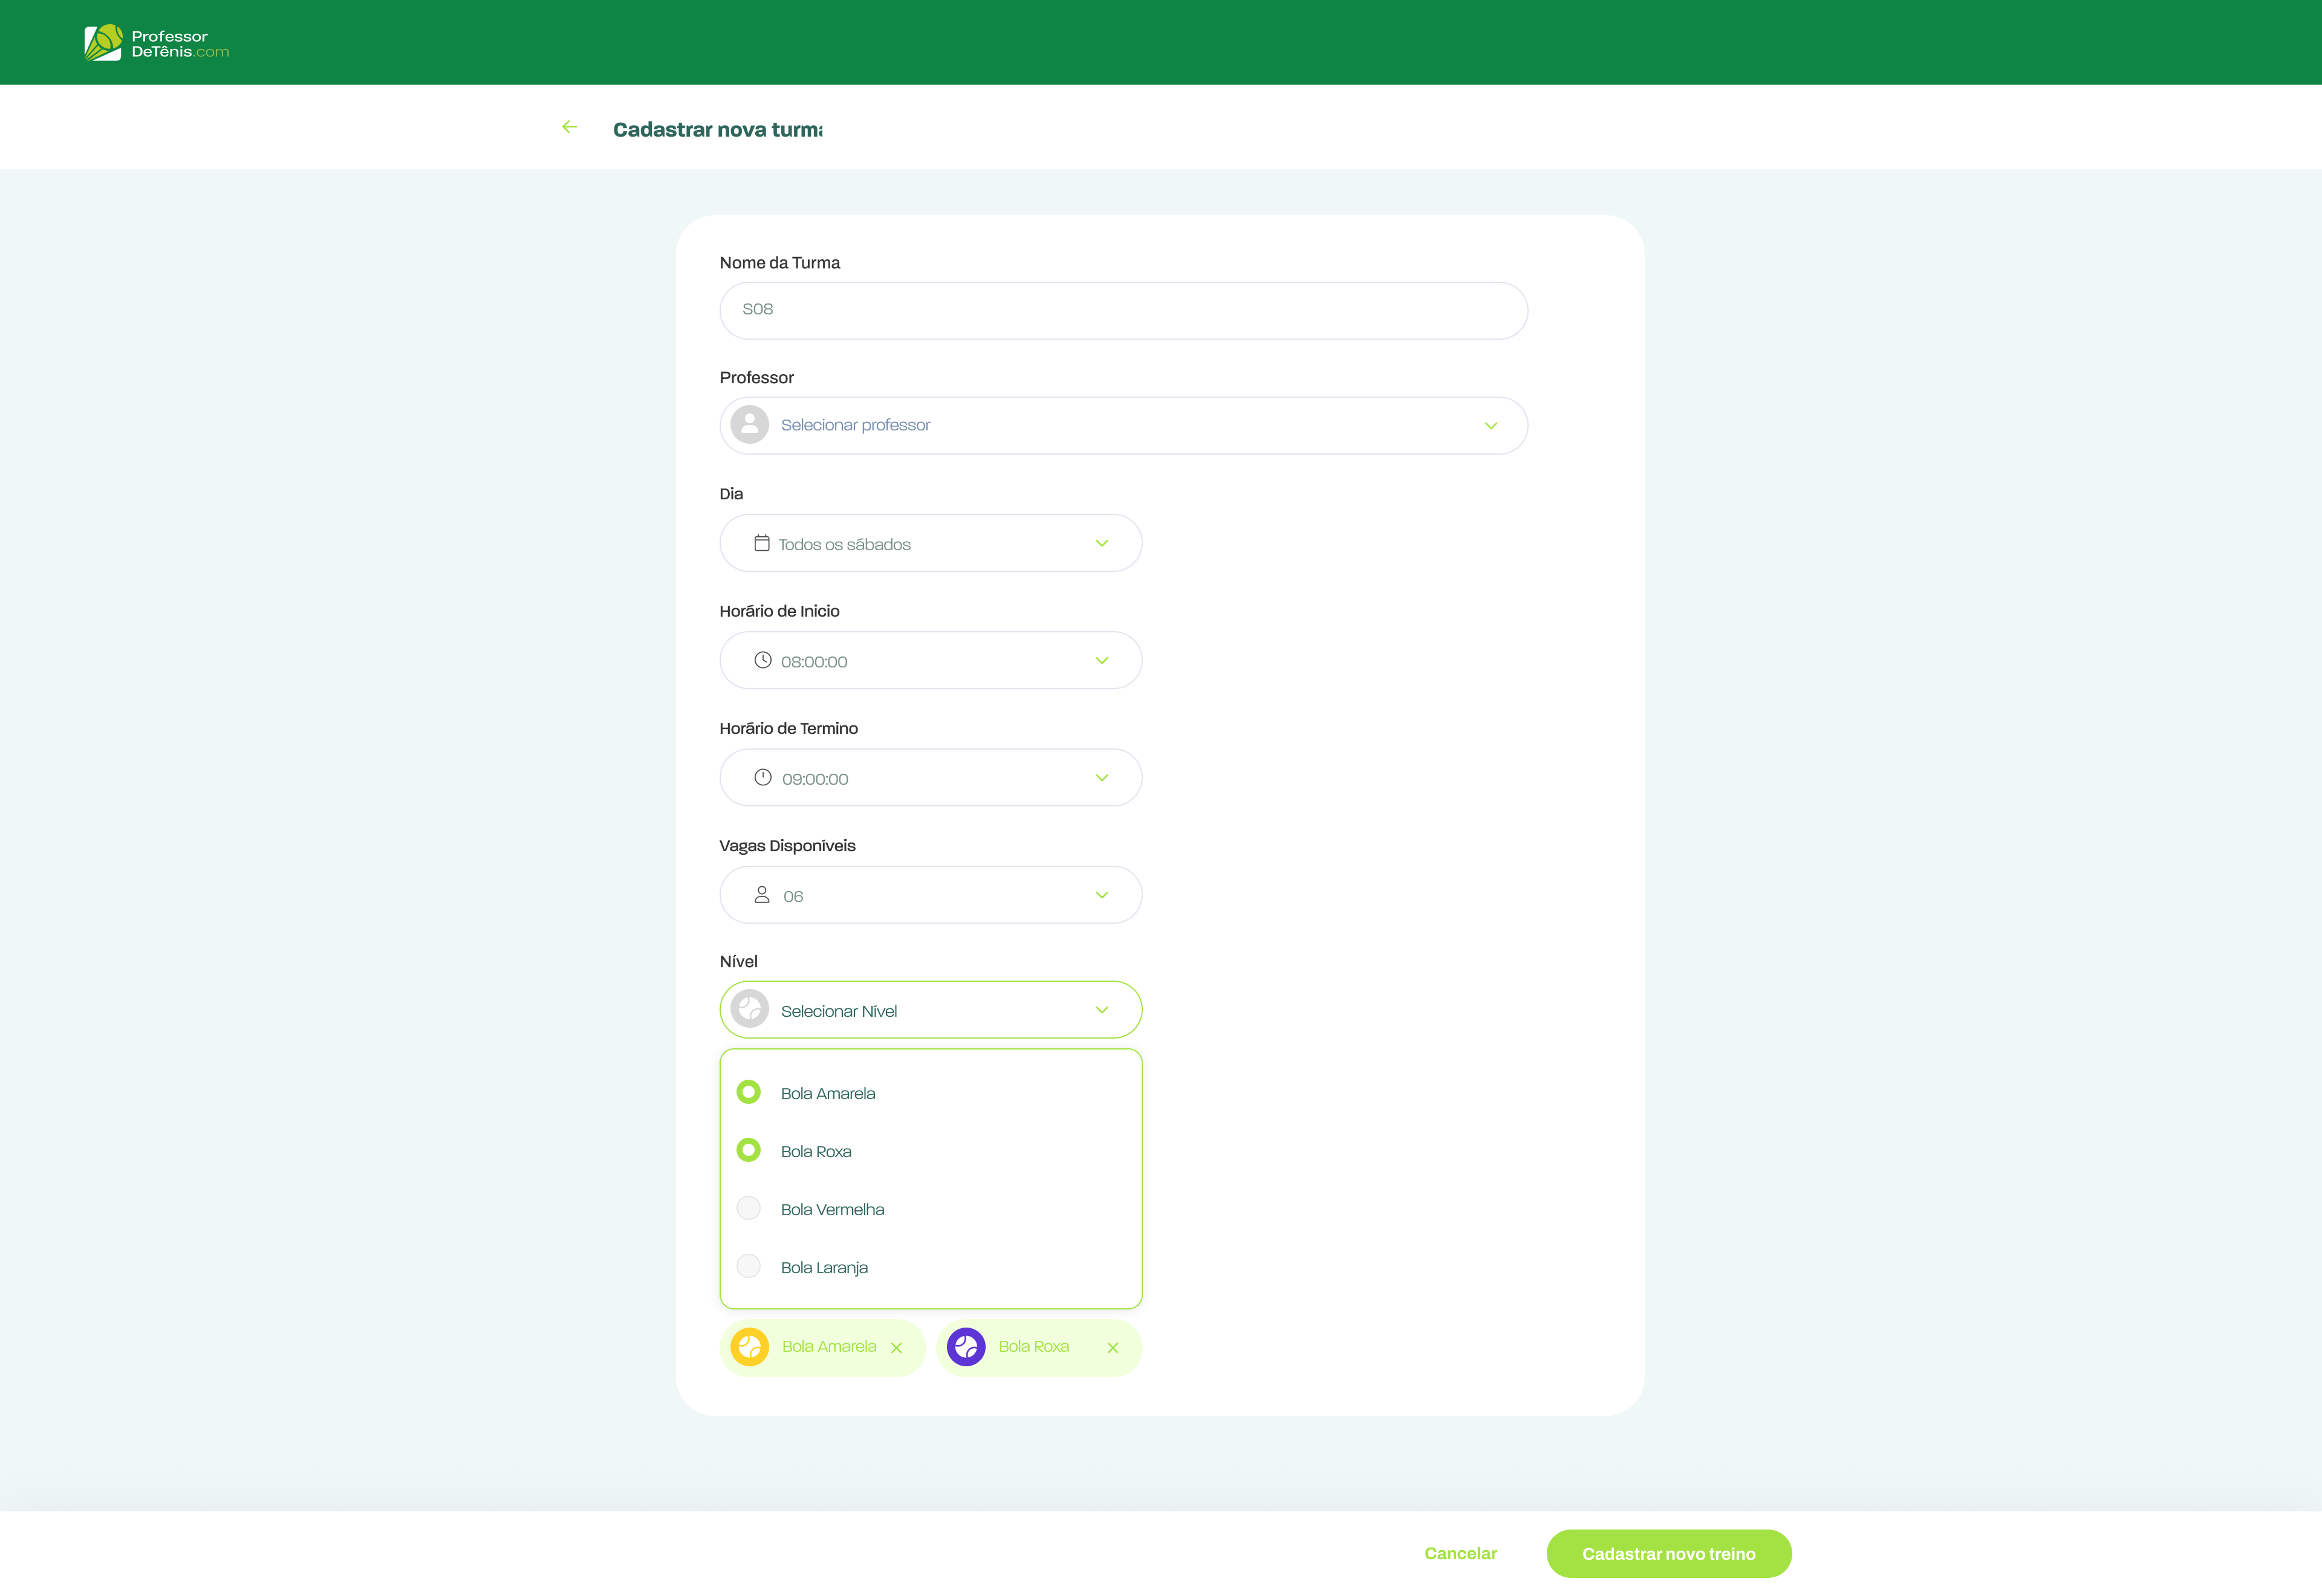 Professor
DeTênis.com
Cadastrar nova turma
Nome da Turma
S08
Professor
Selecionar professor
Dia
Todos os sábados
Horário de Inicio
08:00:00
Horário de Termino
09:00:00
Vagas Disponíveis
06
Nível
Selecionar Nível
Bola Amarela
Bola Roxa
Bola Vermelha
Bola Laranja
Bola Amarela
Bola Roxa
Cancelar
Cadastrar novo treino